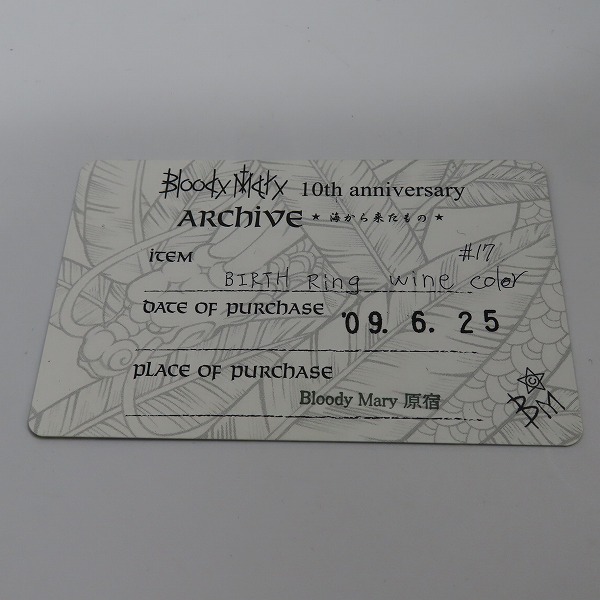 Bloody Mary 10th anniversary
ARCHIVE ★ 海から来たもの ★
ITEM #17
BIRTH Ring wine color
DATE OF PURCHASE '09. 6. 25
PLACE OF PURCHASE
Bloody Mary 原宿
BM